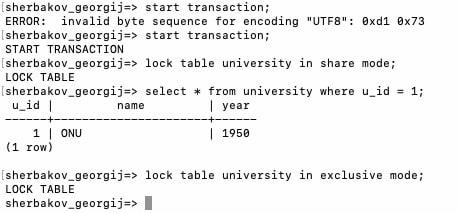 [sherbakov_georgij=> start transaction;
ERROR:  invalid byte sequence for encoding "UTF8": 0xd1 0x73
[sherbakov_georgij=> start transaction;
START TRANSACTION
[sherbakov_georgij=> lock table university in share mode;
LOCK TABLE
[sherbakov_georgij=> select * from university where u_id = 1;
 u_id |         name         | year
------+----------------------+------
    1 | ONU                  | 1950
(1 row)

[sherbakov_georgij=> lock table university in exclusive mode;
LOCK TABLE
sherbakov_georgij=>